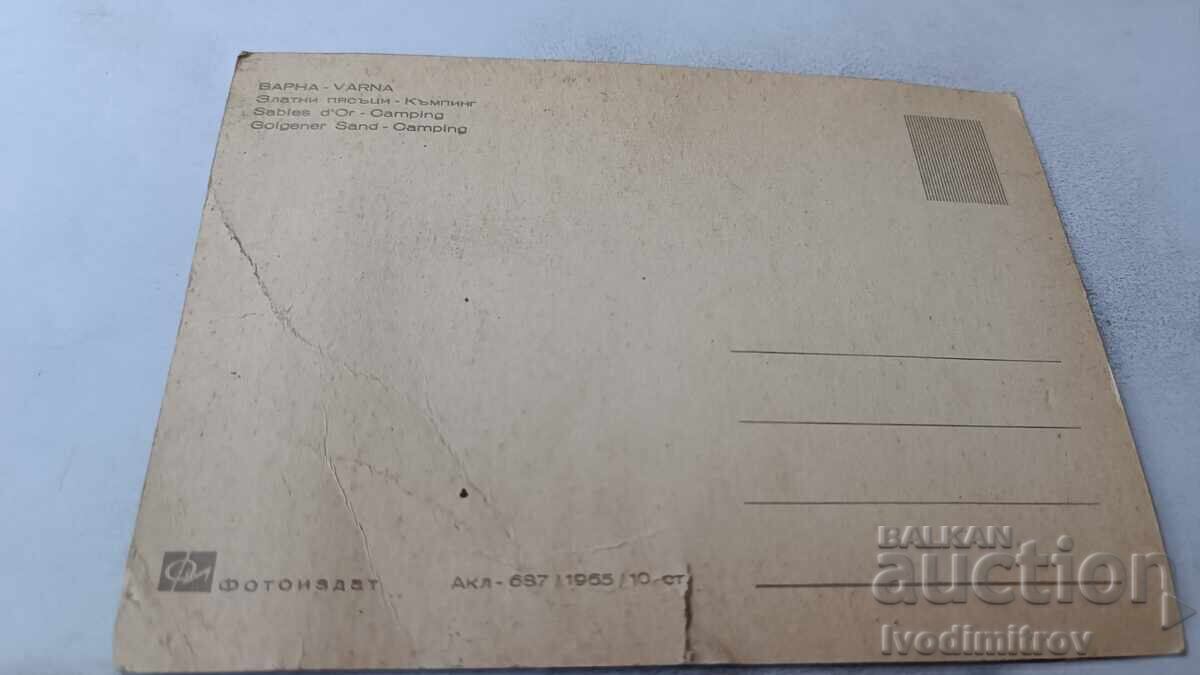 ВАРНА - VARNA
Златни пясъци - Къмпинг
Sables d'Or - Camping
Golgener Sand - Camping
ФОТОИЗДАТ
Акл - 687 / 1965 / 10 ст
BALKAN
auction
Ivodimitrov